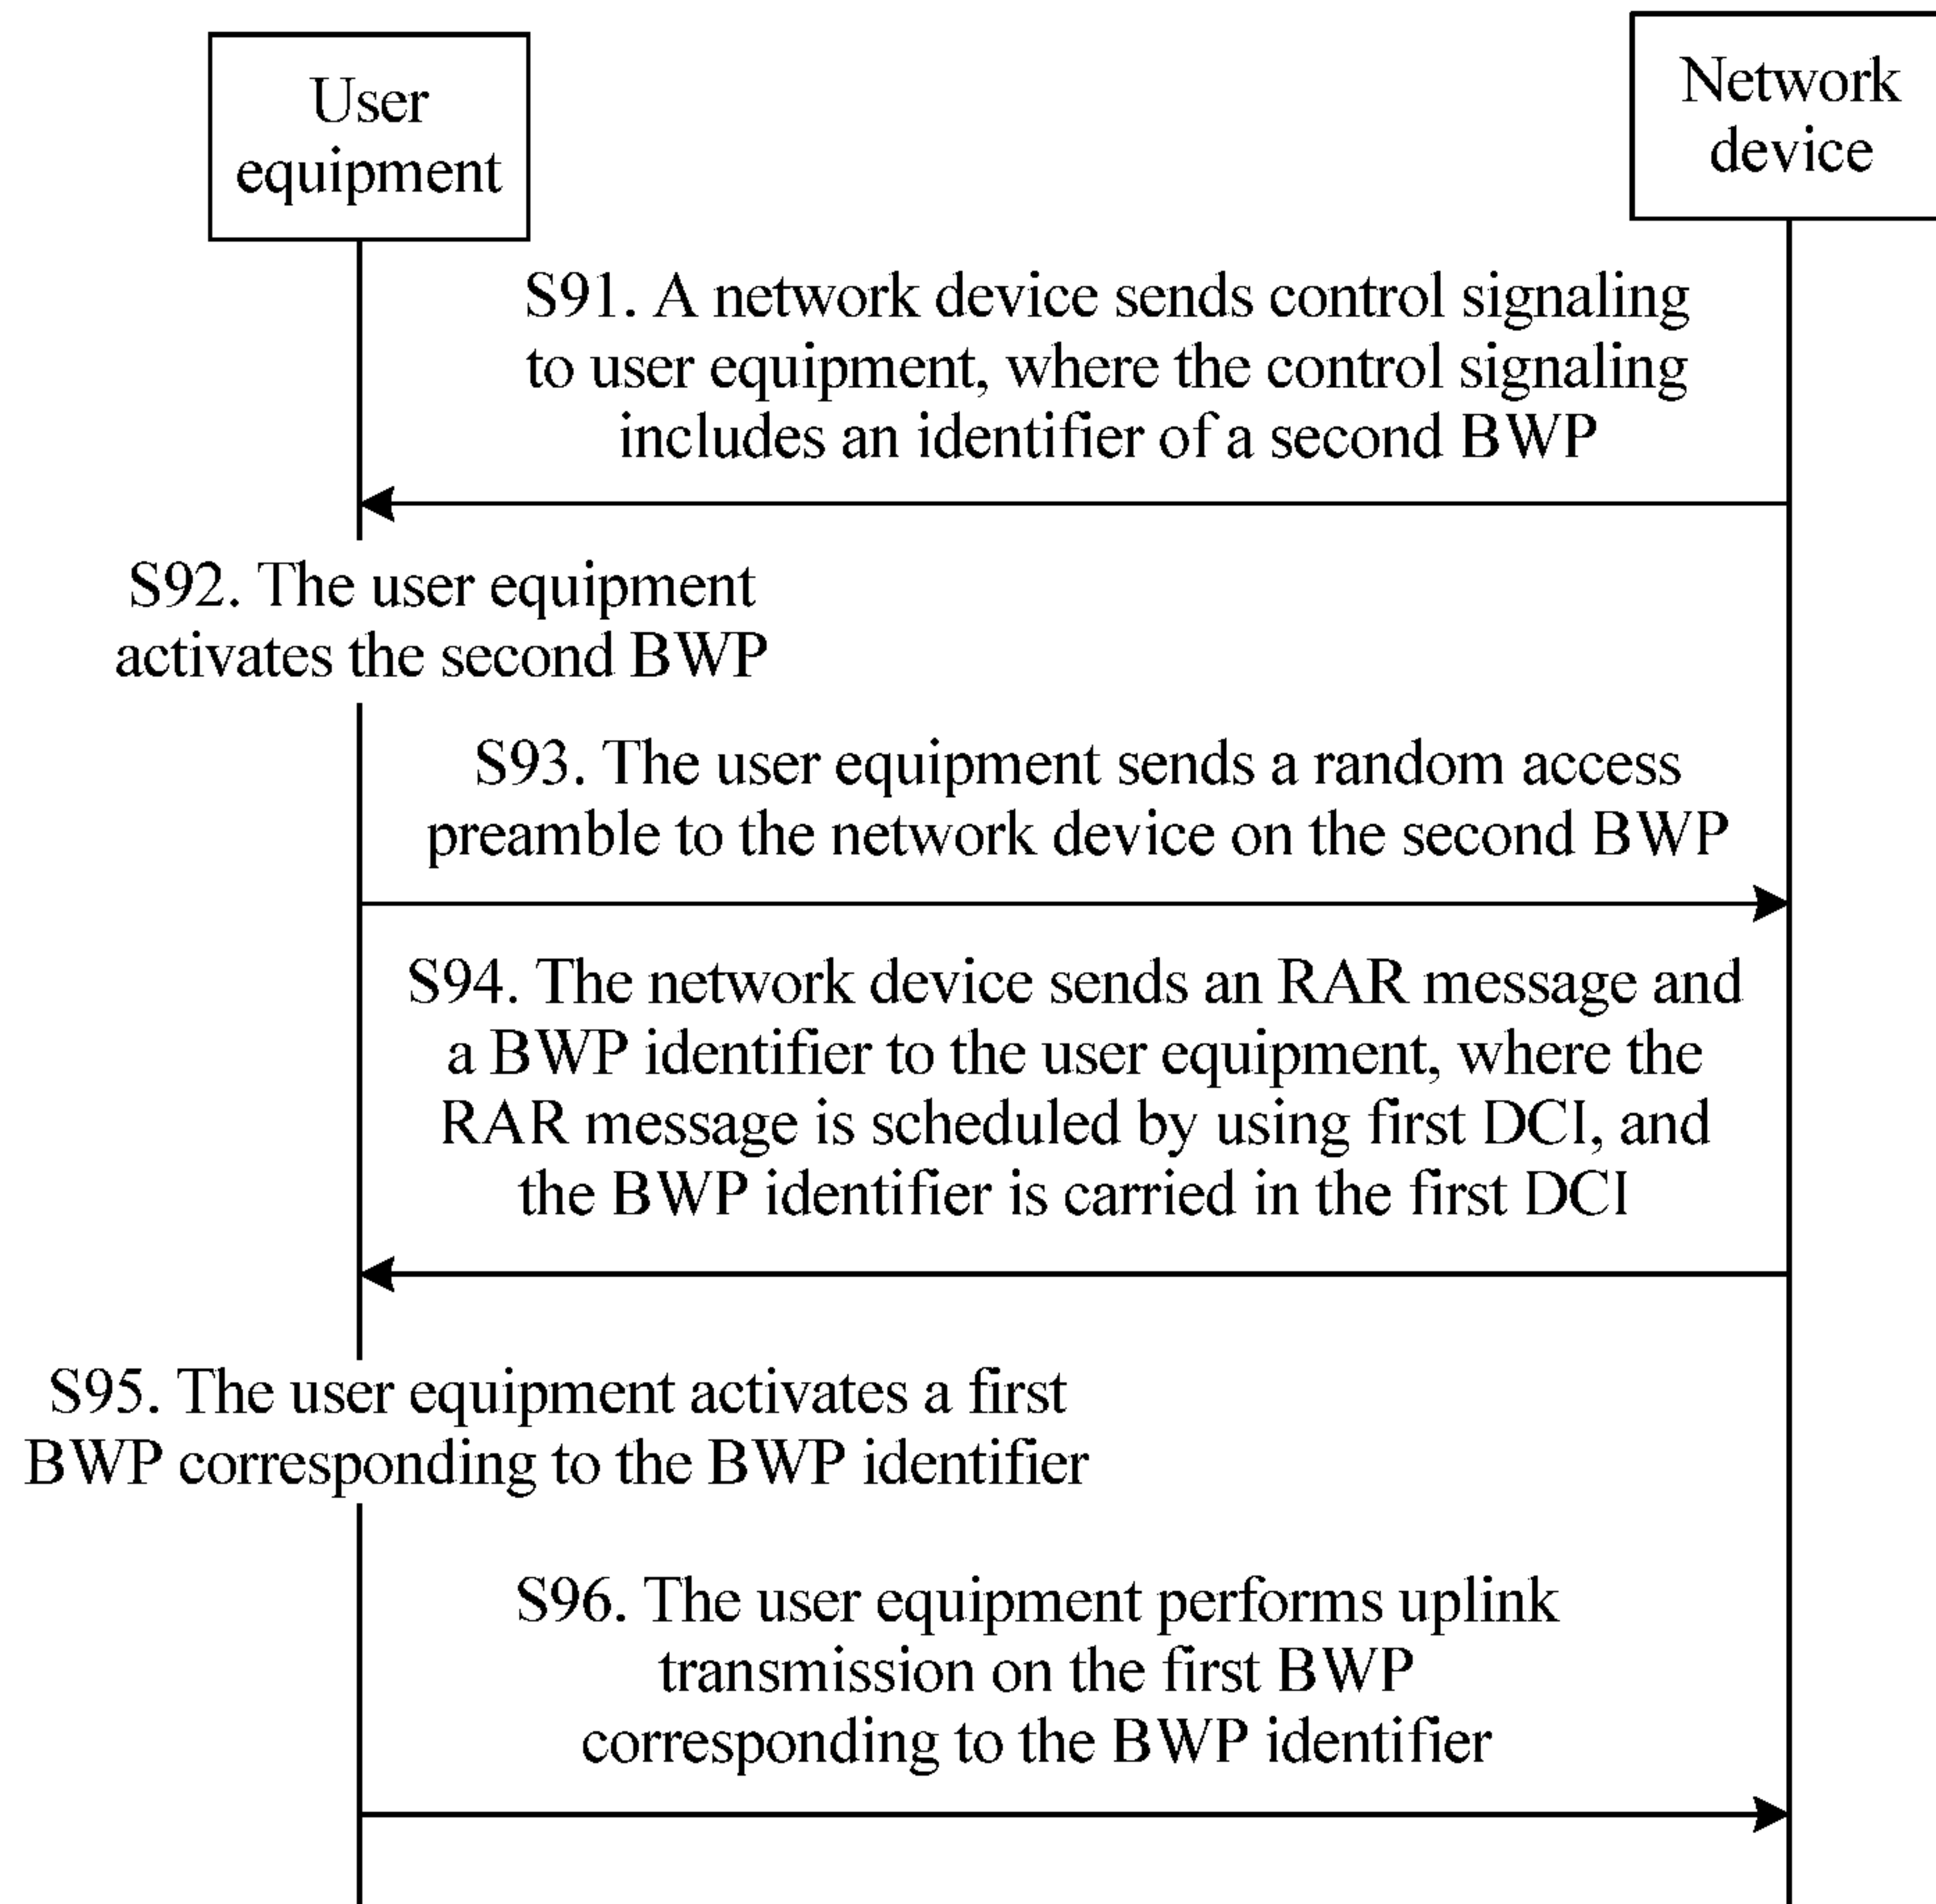 User
equipment
Network
device
S91. A network device sends control signaling
to user equipment, where the control signaling
includes an identifier of a second BWP
S92. The user equipment
activates the second BWP
S93. The user equipment sends a random access
preamble to the network device on the second BWP
S94. The network device sends an RAR message and
a BWP identifier to the user equipment, where the
RAR message is scheduled by using first DCI, and
the BWP identifier is carried in the first DCI
S95. The user equipment activates a first
BWP corresponding to the BWP identifier
S96. The user equipment performs uplink
transmission on the first BWP
corresponding to the BWP identifier